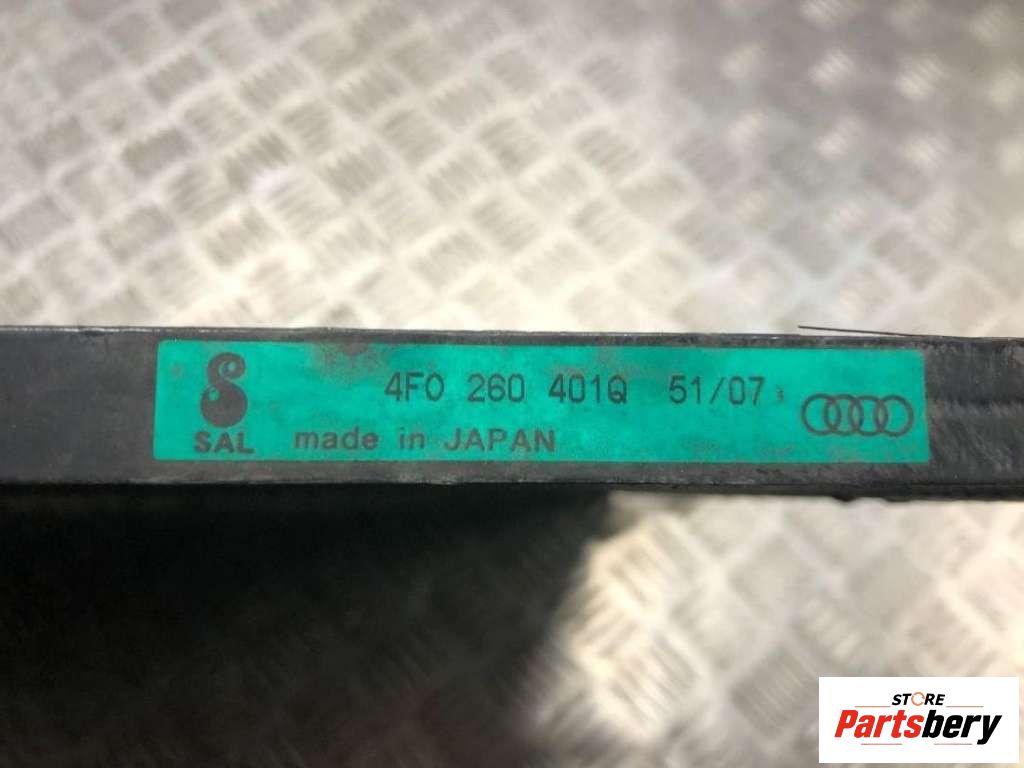 4F0 260 401Q 51/07
SAL made in JAPAN
STORE
Partsbery